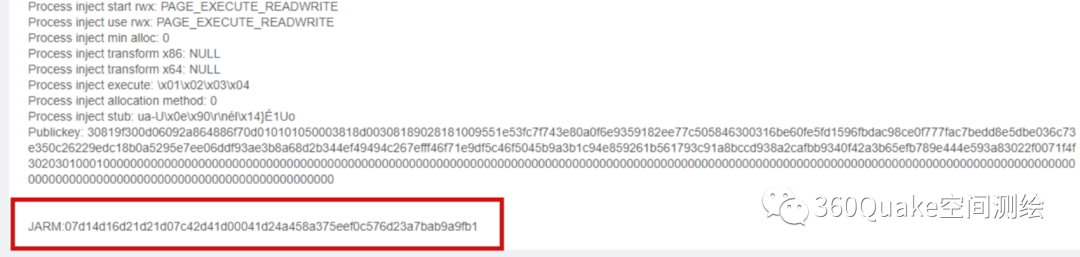 Process inject start rwx: PAGE_EXECUTE_READWRITE
Process inject use rwx: PAGE_EXECUTE_READWRITE
Process inject min alloc: 0
Process inject transform x86: NULL
Process inject transform x64: NULL
Process inject execute: \x01\x02\x03\x04
Process inject allocation method: 0
Process inject stub: ua-U\x0e\x90\r\nél\x14}É1Uo
Publickey: 30819f300d06092a864886f70d010101050003818d00308189028181009551e53fc7f743e80a0f6e9359182ee77c505846300316be60fe5fd1596fbdac98ce0f777fac7bedd8e5dbe036c73
e350c26229edc18b0a5295e7ee06ddf93ae3b8a68d2b344ef49494c267efff46f71e9df5c46f5045b9a3b1c94e859261b561793c91a8bccd938a2cafbb9340f42a3b65efb789e444e593a83022f0071f4f
JARM:07d14d16d21d21d07c42d41d00041d24a458a375eef0c576d23a7bab9a9fb1
360Quake空间测绘